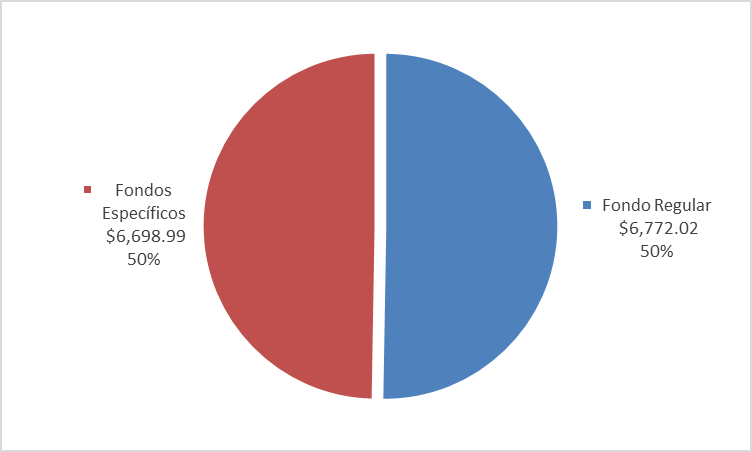 Fondos
Específicos
$6,698.99
50%
Fondo Regular
$6,772.02
50%